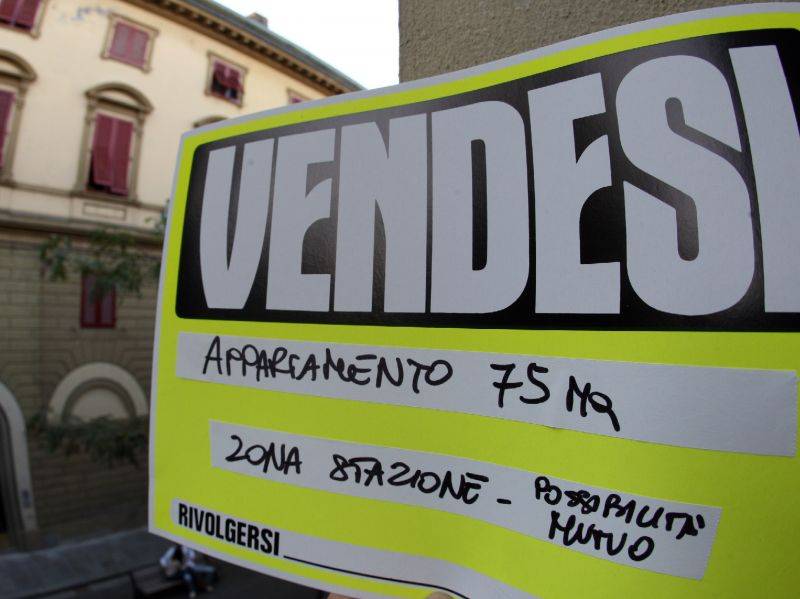 VENDESI
APPARTAMENTO 75 MQ
ZONA STAZIONE - POSSIBILITÀ
MUTUO
RIVOLGERSI